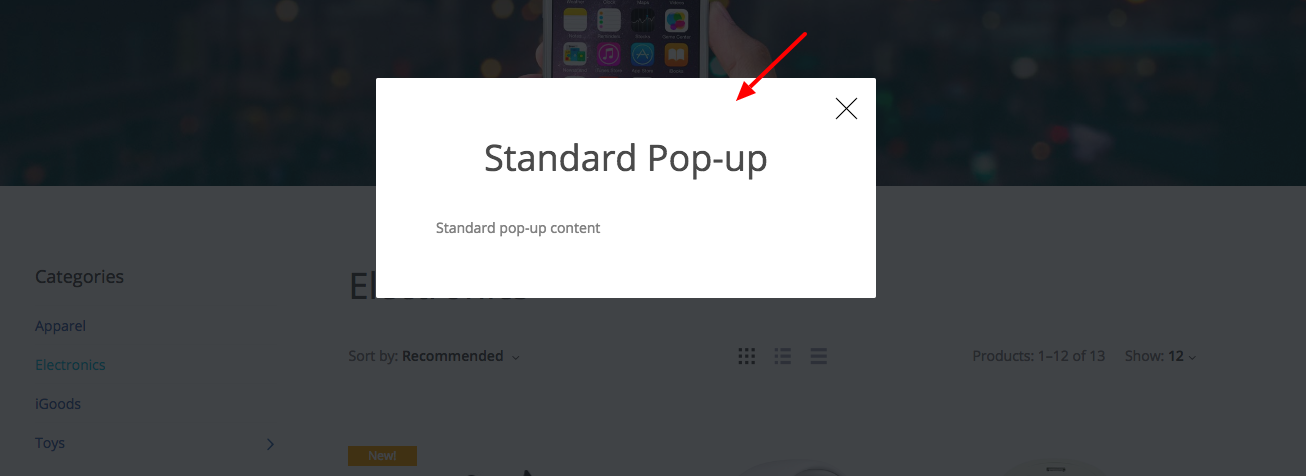 Standard Pop-up
Standard pop-up content
Categories
Apparel
Electronics
iGoods
Toys
Sort by: Recommended
Products: 1–12 of 13
Show: 12
New!